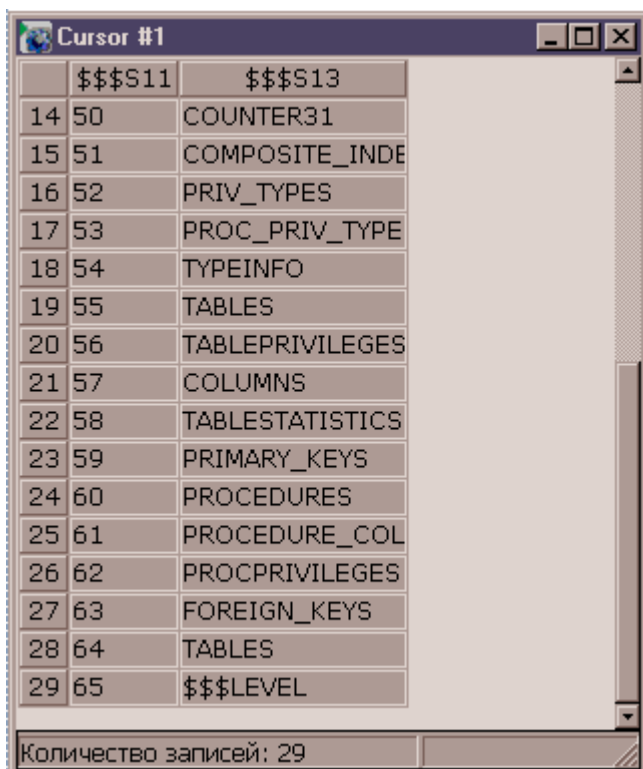 Cursor #1
$$$S11 $$$S13
14 50 COUNTER31
15 51 COMPOSITE_INDE
16 52 PRIV_TYPES
17 53 PROC_PRIV_TYPE
18 54 TYPEINFO
19 55 TABLES
20 56 TABLEPRIVILEGES
21 57 COLUMNS
22 58 TABLESTATISTICS
23 59 PRIMARY_KEYS
24 60 PROCEDURES
25 61 PROCEDURE_COL
26 62 PROCPRIVILEGES
27 63 FOREIGN_KEYS
28 64 TABLES
29 65 $$$LEVEL
Количество записей: 29